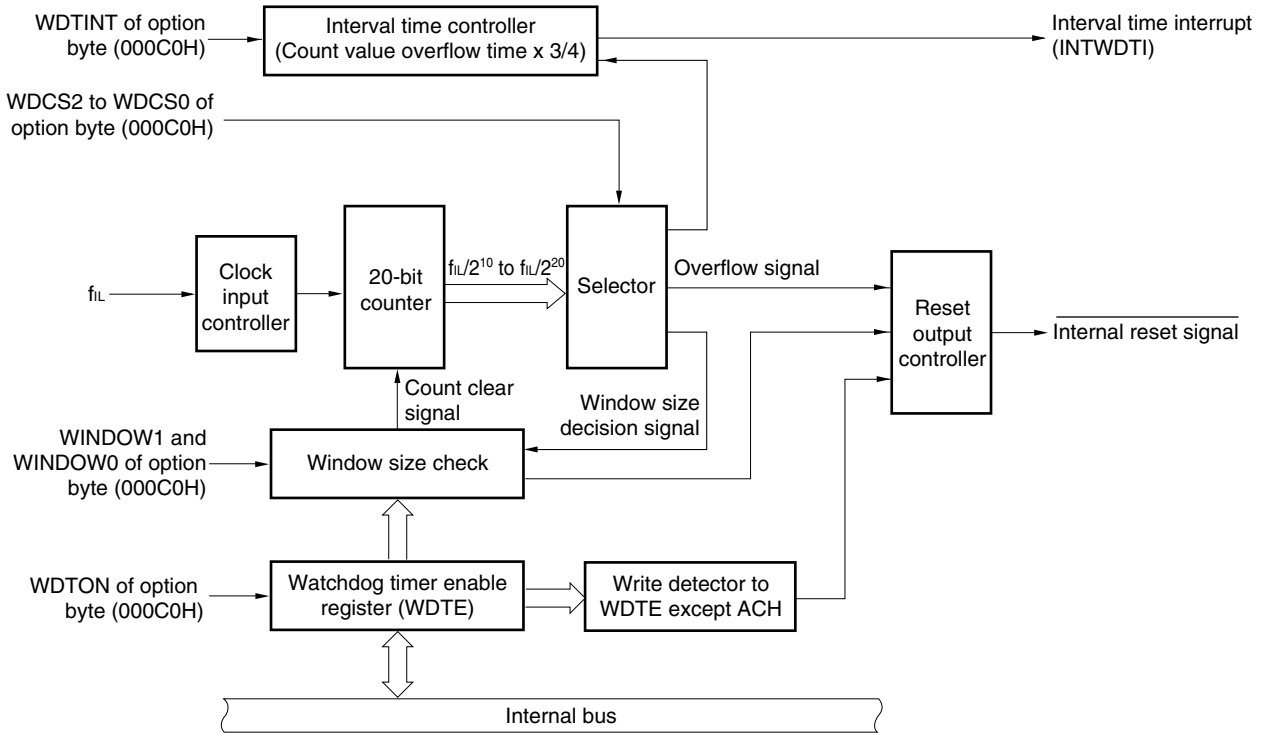 WDTINT of option
byte (000C0H)
Interval time controller
(Count value overflow time x 3/4)
Interval time interrupt
(INTWDTI)
WDCS2 to WDCS0 of
option byte (000C0H)
fIL
Clock
input
controller
20-bit
counter
fIL/2¹⁰ to fIL/2²⁰
Selector
Overflow signal
Reset
output
controller
Internal reset signal
Count clear
signal
Window size
decision signal
WINDOW1 and
WINDOW0 of option
byte (000C0H)
Window size check
WDTON of option
byte (000C0H)
Watchdog timer enable
register (WDTE)
Write detector to
WDTE except ACH
Internal bus